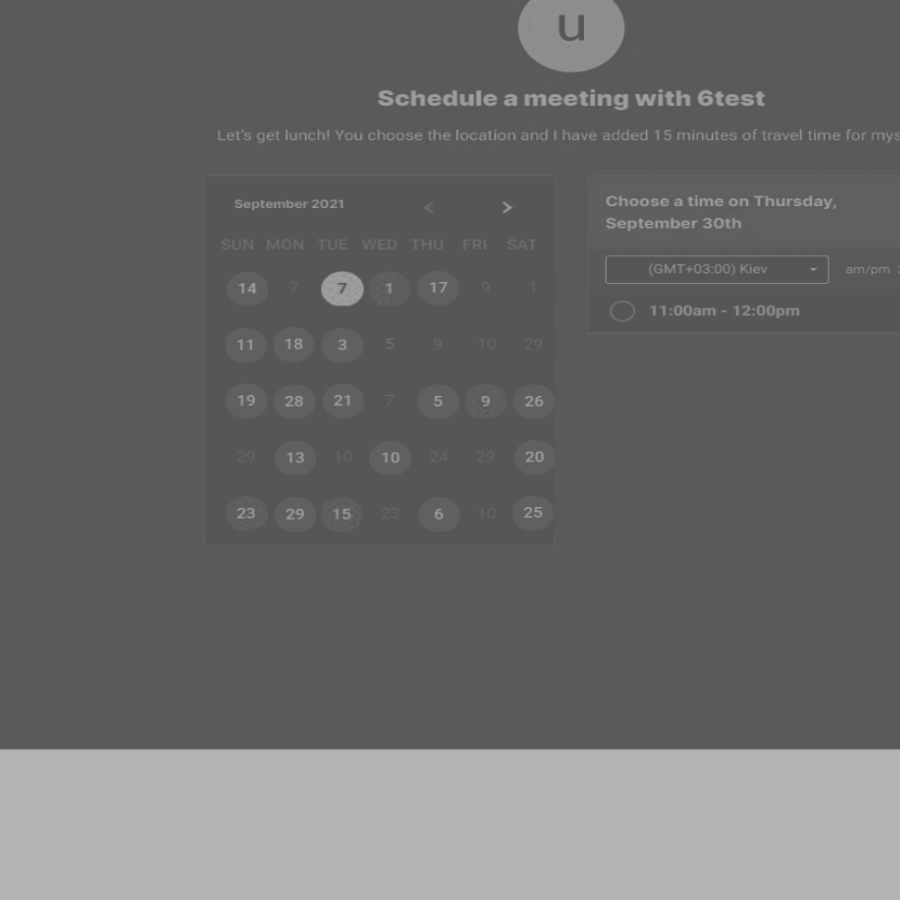 u
Schedule a meeting with 6test
Let's get lunch! You choose the location and I have added 15 minutes of travel time for mys
September 2021 < >
SUN MON TUE WED THU FRI SAT
14 7 7 1 17 9 1
11 18 3 5 9 10 29
19 28 21 7 5 9 26
29 13 10 10 24 29 20
23 29 15 23 6 10 25
Choose a time on Thursday,
September 30th
(GMT+03:00) Kiev am/pm
11:00am - 12:00pm